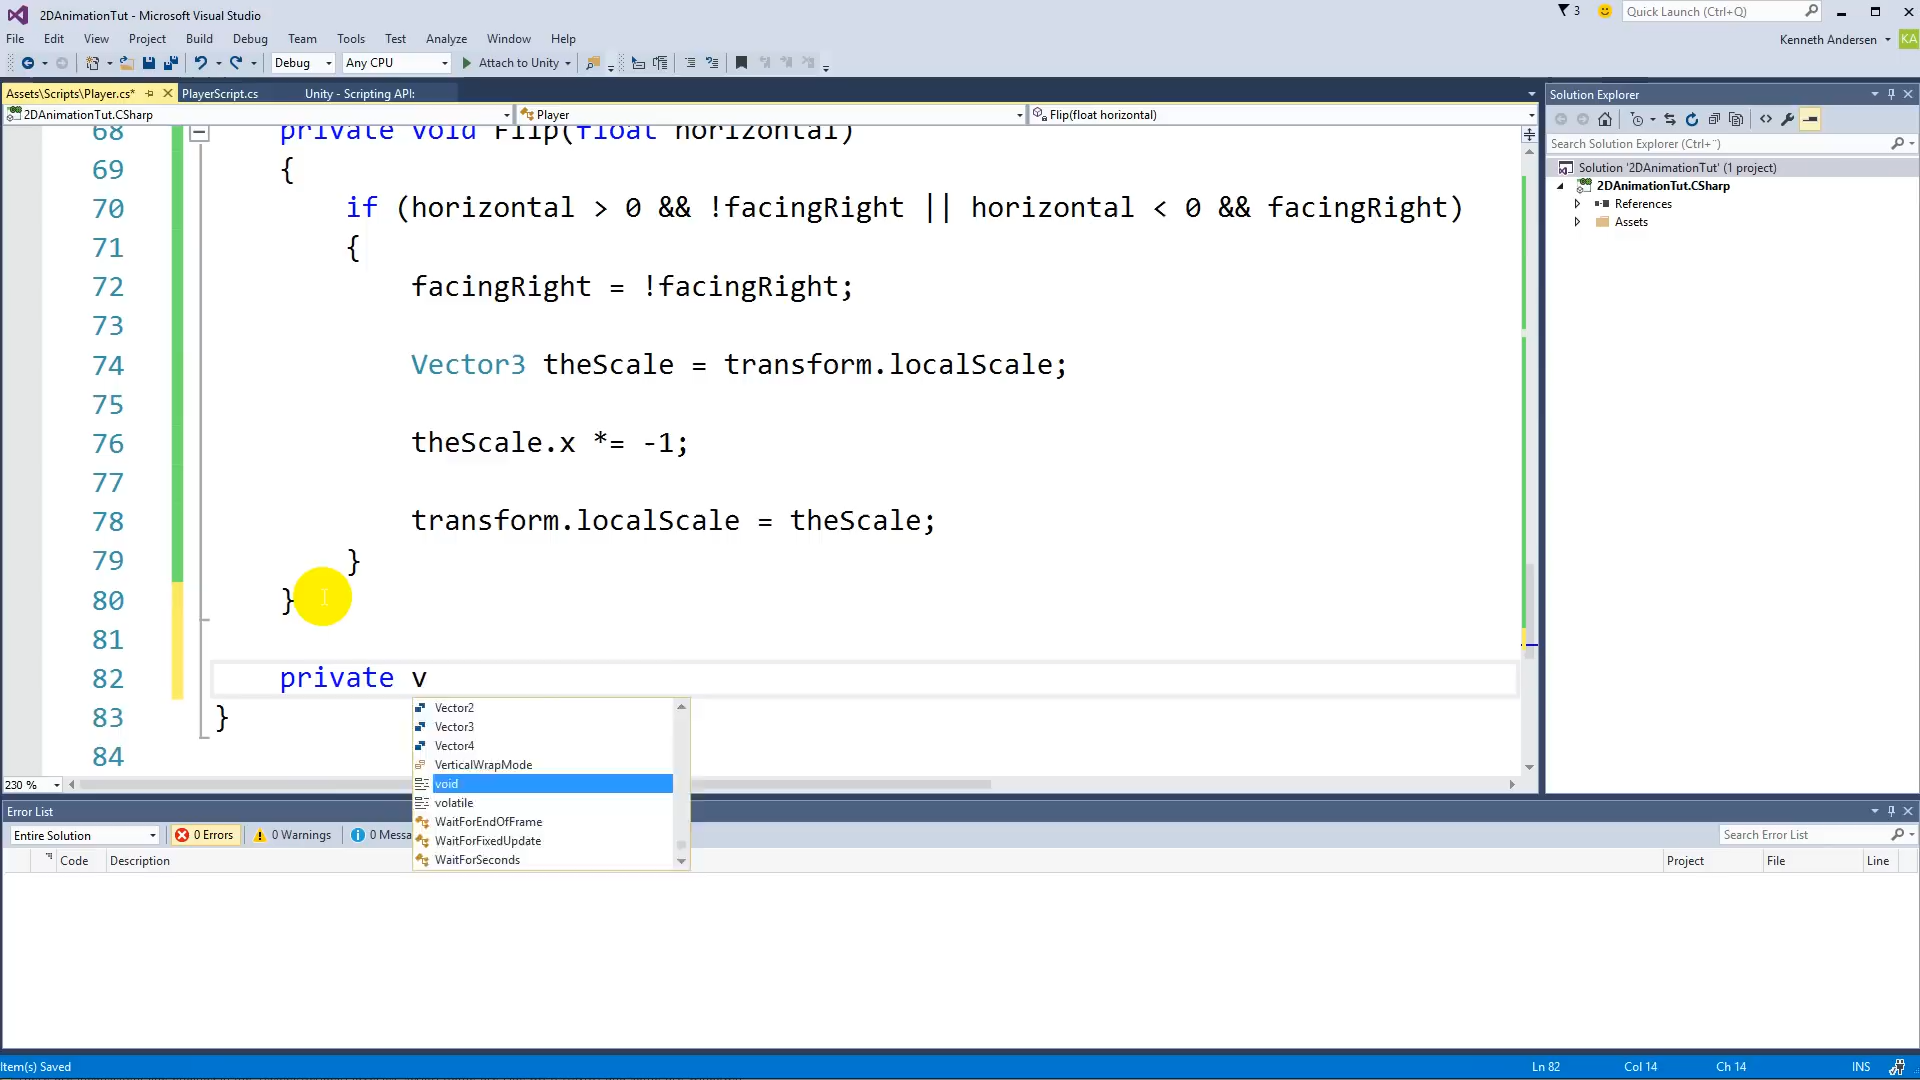 2DAnimationTut - Microsoft Visual Studio
3
Quick Launch (Ctrl+Q)
File Edit View Project Build Debug Team Tools Test Analyze Window Help
Kenneth Andersen KA
Debug Any CPU Attach to Unity
Assets\Scripts\Player.cs* PlayerScript.cs Unity - Scripting API:
Solution Explorer
2DAnimationTut.CSharp Player Flip(float horizontal)
Search Solution Explorer (Ctrl+¨)
Solution '2DAnimationTut' (1 project)
2DAnimationTut.CSharp
References
Assets
68 private void Flip(float horizontal)
69 {
70 if (horizontal > 0 && !facingRight || horizontal < 0 && facingRight)
71 {
72 facingRight = !facingRight;
73
74 Vector3 theScale = transform.localScale;
75
76 theScale.x *= -1;
77
78 transform.localScale = theScale;
79 }
80 }
81
82 private v
83 }
84
Vector2
Vector3
Vector4
VerticalWrapMode
void
volatile
WaitForEndOfFrame
WaitForFixedUpdate
WaitForSeconds
230 %
Error List
Entire Solution 0 Errors 0 Warnings 0 Messa
Search Error List
Code Description Project File Line
Item(s) Saved Ln 82 Col 14 Ch 14 INS